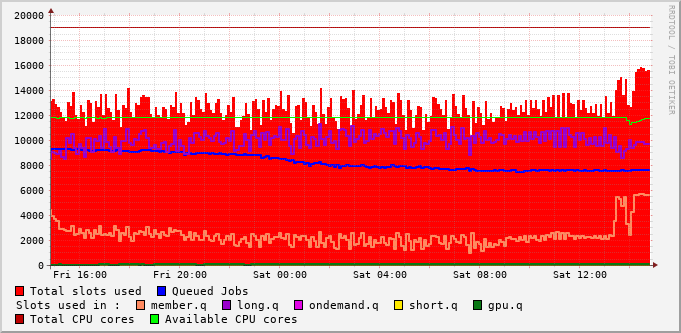 20000
18000
16000
14000
12000
10000
8000
6000
4000
2000
0
Fri 16:00 Fri 20:00 Sat 00:00 Sat 04:00 Sat 08:00 Sat 12:00
Total slots used Queued Jobs
Slots used in : member.q long.q ondemand.q short.q gpu.q
Total CPU cores Available CPU cores
RRDTOOL / TOBI OETIKER